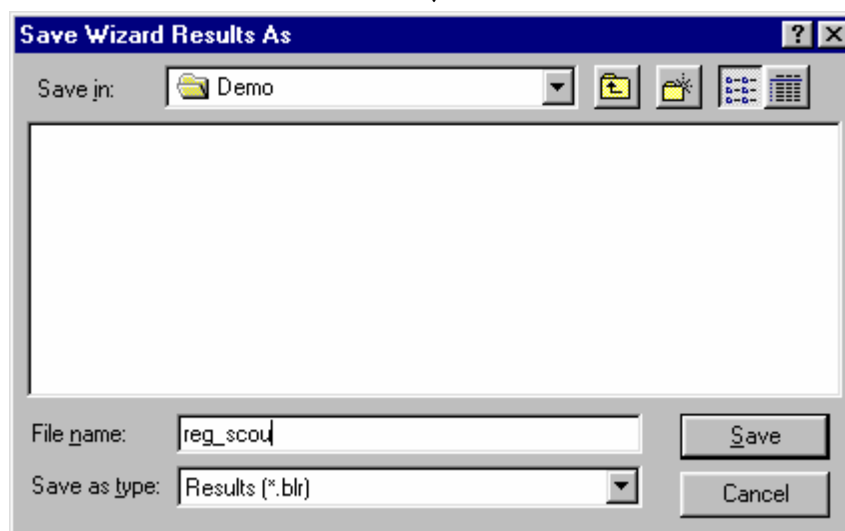 Save Wizard Results As
Save in: Demo
File name: reg_scou Save
Save as type: Results (*.blr) Cancel